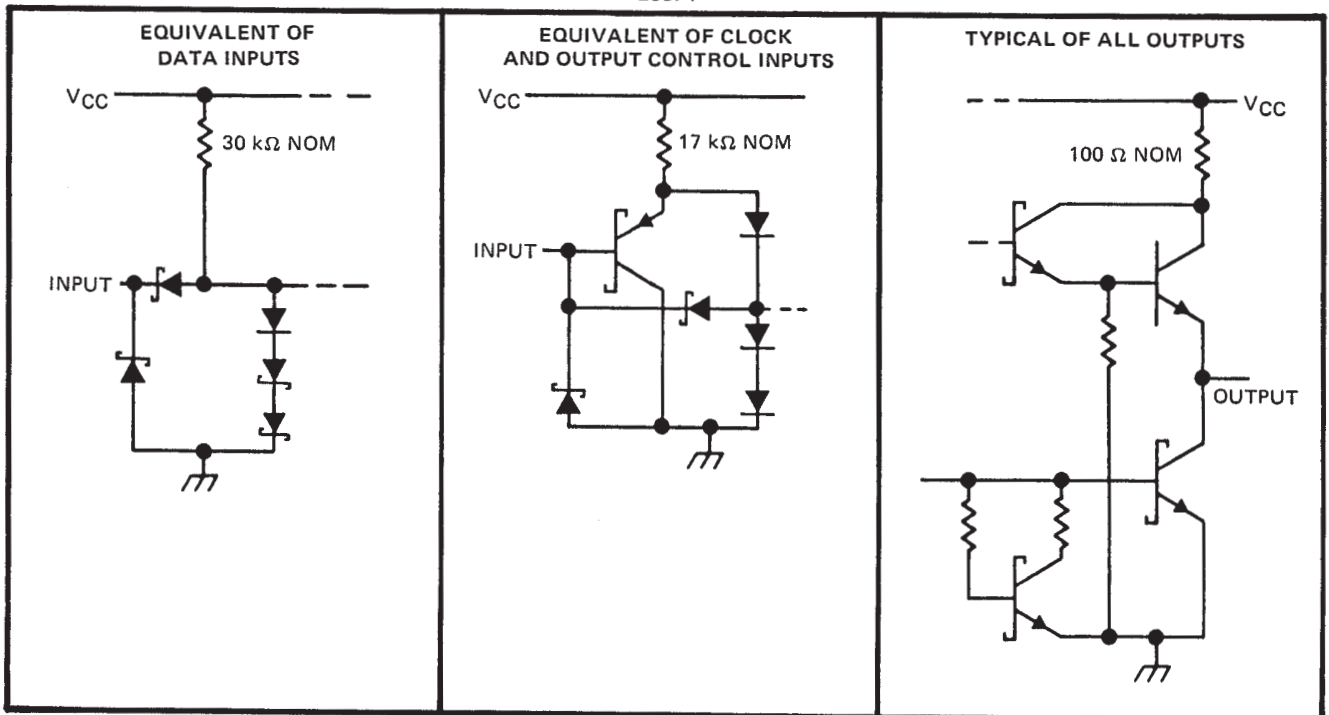 EQUIVALENT OF
DATA INPUTS
VCC
30 kΩ NOM
INPUT
EQUIVALENT OF CLOCK
AND OUTPUT CONTROL INPUTS
VCC
17 kΩ NOM
INPUT
TYPICAL OF ALL OUTPUTS
VCC
100 Ω NOM
OUTPUT